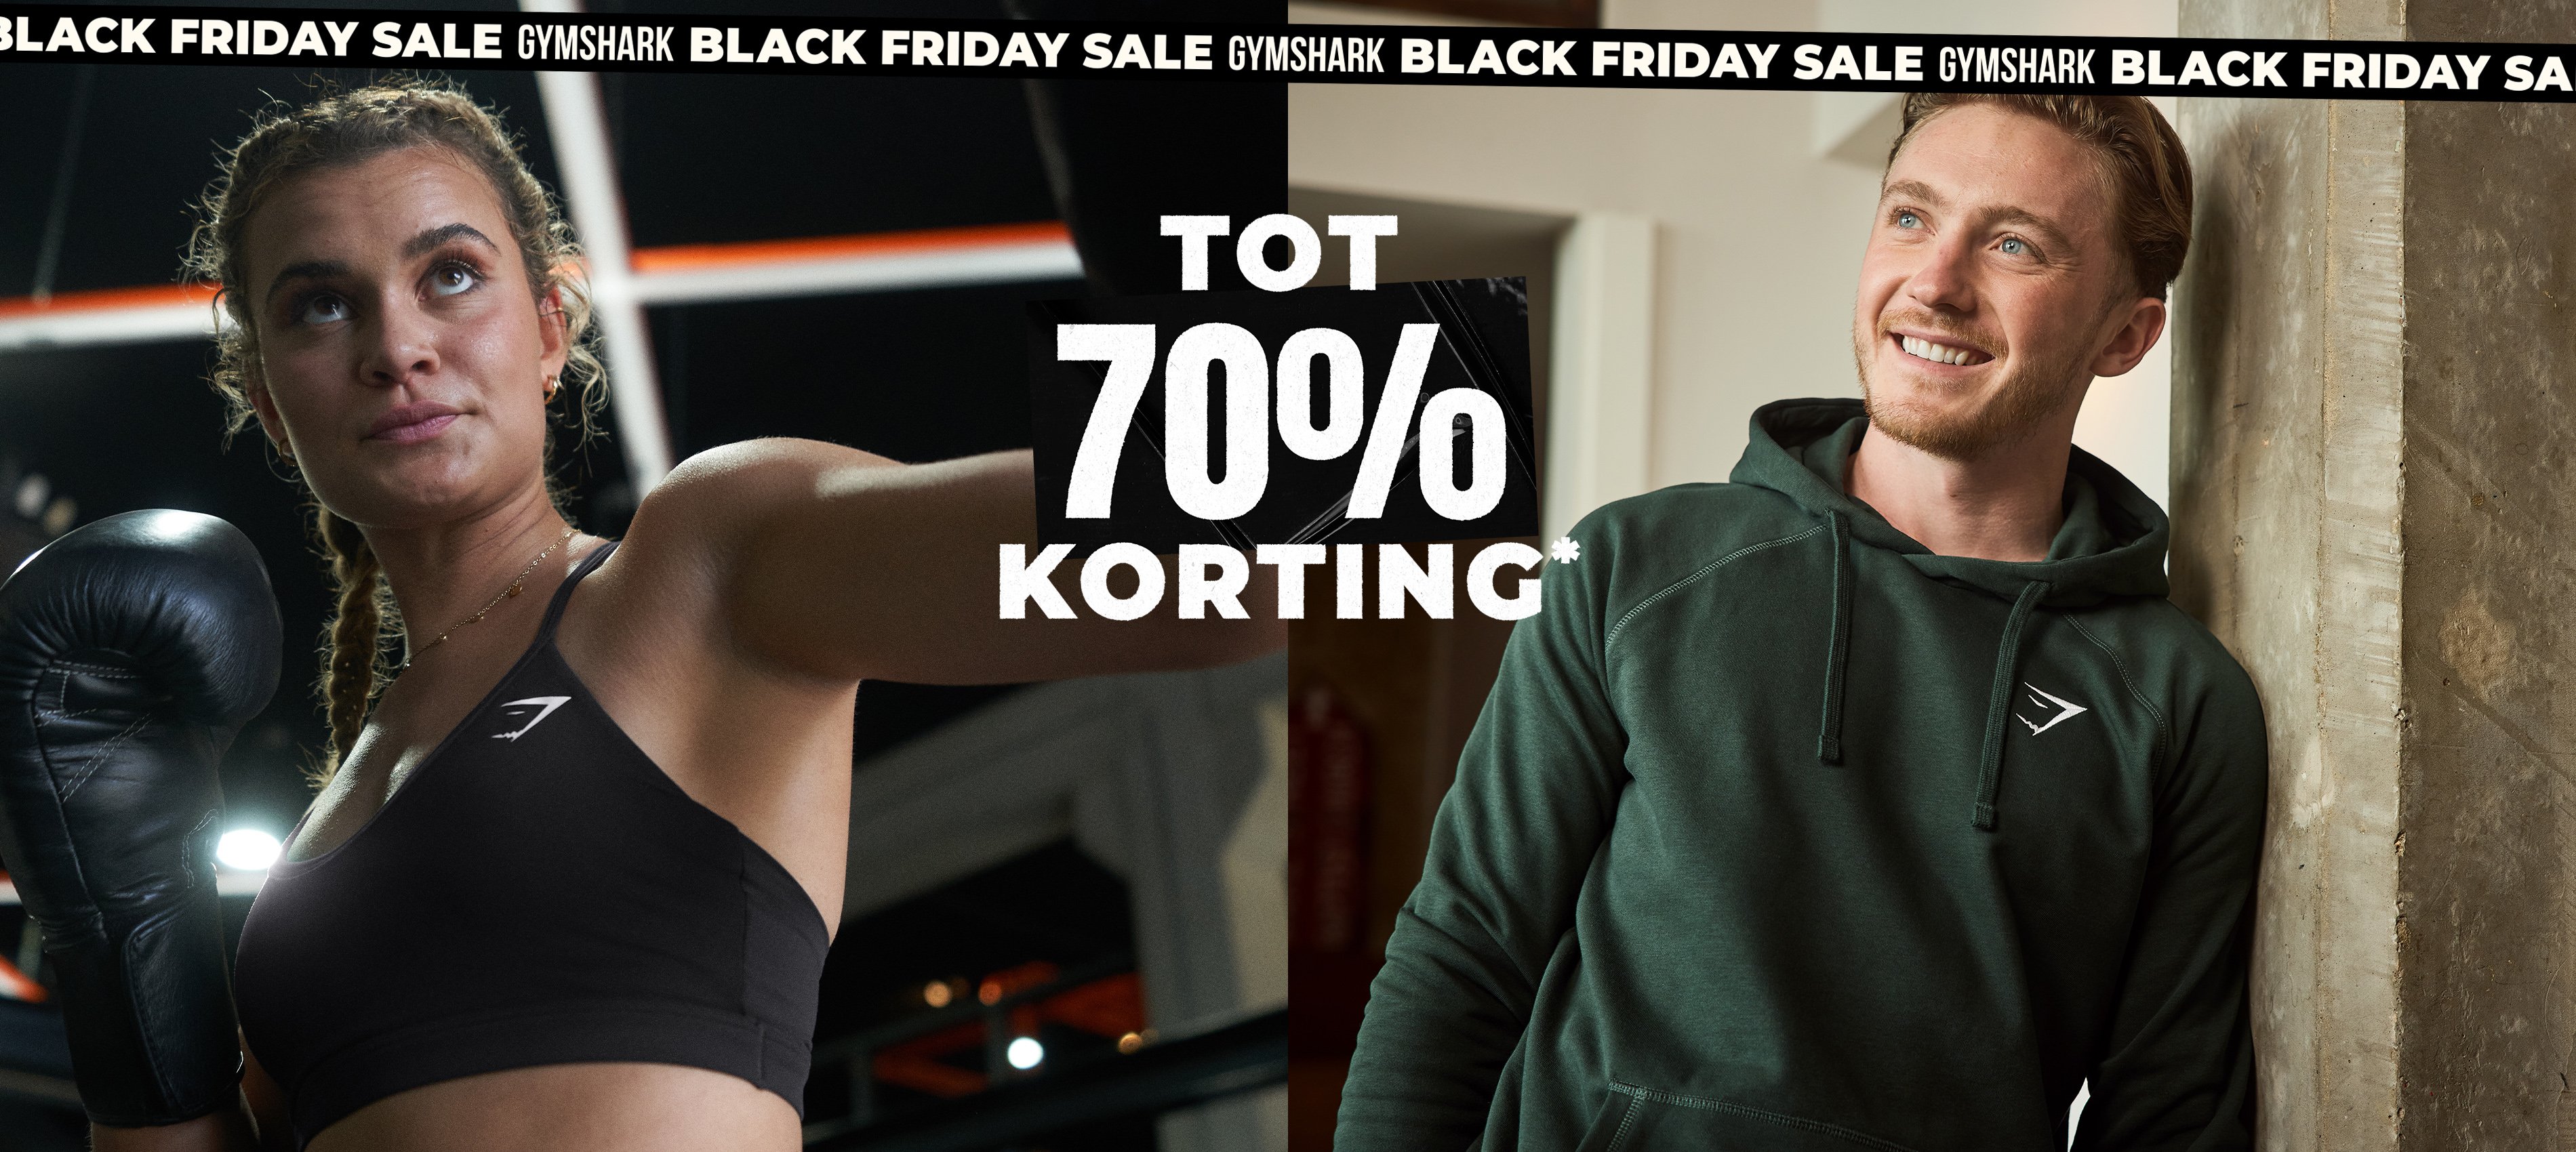 BLACK FRIDAY SALE GYMSHARK BLACK FRIDAY SALE GYMSHARK BLACK FRIDAY SALE GYMSHARK BLACK FRIDAY SA
TOT
70%
KORTING*